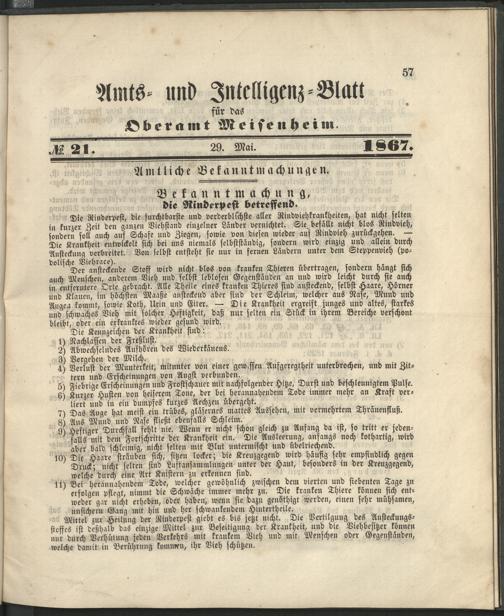 57
Amts- und Intelligenz-Blatt
für das
Oberamt Meisenheim.
№ 21. 29. Mai. 1867.
Amtliche Bekanntmachungen.
Bekanntmachung,
die Rinderpest betreffend.
Die Rinderpest, die furchtbarste und verderblichste aller Rindviehkrankheiten, hat nicht selten
in kurzer Zeit den ganzen Viehstand einzelner Länder vernichtet. Sie befällt nicht blos Rindvieh,
sondern soll auch auf Schafe und Ziegen, sowie von diesen wieder auf Rindvieh zurückgehen. —
Die Krankheit entwickelt sich bei uns niemals selbstständig, sondern wird einzig und allein durch
Ansteckung verbreitet. Von selbst entsteht sie nur in fernen Ländern unter dem Steppenvieh (po-
dolische Viehrace).
Der ansteckende Stoff wird nicht blos von kranken Thieren übertragen, sondern hängt sich
auch Menschen, anderem Vieh und selbst leblosen Gegenständen an und wird leicht durch sie auch
in entferntere Orte gebracht. Alle Theile eines kranken Thieres sind ansteckend, selbst Haare, Hörner
und Klauen, im höchsten Maaße ansteckend aber sind der Schleim, welcher aus Nase, Mund und
Augen kommt, sowie Koth, Urin und Eiter. — Die Krankheit ergreift junges und altes, starkes
und schwaches Vieh mit solcher Heftigkeit, daß nur selten ein Stück in ihrem Bereiche verschont
bleibt, oder ein erkranktes wieder gesund wird.
Die Kennzeichen der Krankheit sind:
1) Nachlassen der Freßlust.
2) Abwechselndes Aufhören des Wiederkäuens.
3) Vergehen der Milch.
4) Verlust der Munterkeit, mitunter von einer gewissen Aufgeregtheit unterbrochen, und mit Zit-
tern und Erscheinungen von Angst verbunden.
5) Fiebrige Erscheinungen und Frostschauer mit nachfolgender Hitze, Durst und beschleunigtem Pulse.
6) Kurzer Husten von heiserem Tone, der bei herannahendem Tode immer mehr an Kraft ver-
liert und in ein dumpfes kurzes Aechzen übergeht.
7) Das Auge hat meist ein trübes, gläsernes mattes Aussehen, mit vermehrtem Thränenfluß.
8) Aus Mund und Nase fließt ebenfalls Schleim.
9) Heftiger Durchfall fehlt nie. Wenn er nicht schon gleich zu Anfang da ist, so tritt er jeden-
falls mit dem Fortschritte der Krankheit ein. Die Ausleerung, anfangs noch kothartig, wird
aber bald schleimig, nicht selten mit Blut untermischt und übelriechend.
10) Die Haare sträuben sich, sitzen locker; die Kreuzgegend wird häufig sehr empfindlich gegen
Druck; nicht selten sind Luftansammlungen unter der Haut, besonders in der Kreuzgegend,
welche durch eine Art Knistern zu erkennen sind.
11) Bei herannahendem Tode, welcher gewöhnlich zwischen dem vierten und siebenten Tage zu
erfolgen pflegt, nimmt die Schwäche immer mehr zu. Die kranken Thiere können sich ent-
weder gar nicht erheben, oder haben, wenn sie dazu genöthigt werden, einen sehr mühsamen,
unsichern Gang mit hin und her schwankendem Hintertheile.
Mittel zur Heilung der Rinderpest giebt es bis jetzt nicht. Die Vertilgung des Ansteckungs-
stoffes ist deshalb das einzige Mittel zur Beseitigung der Krankheit, und die Viehbesitzer können
nur durch Verhütung jeden Verkehrs mit krankem Vieh und mit Menschen oder Gegenständen,
welche damit in Berührung kommen, ihr Vieh schützen.